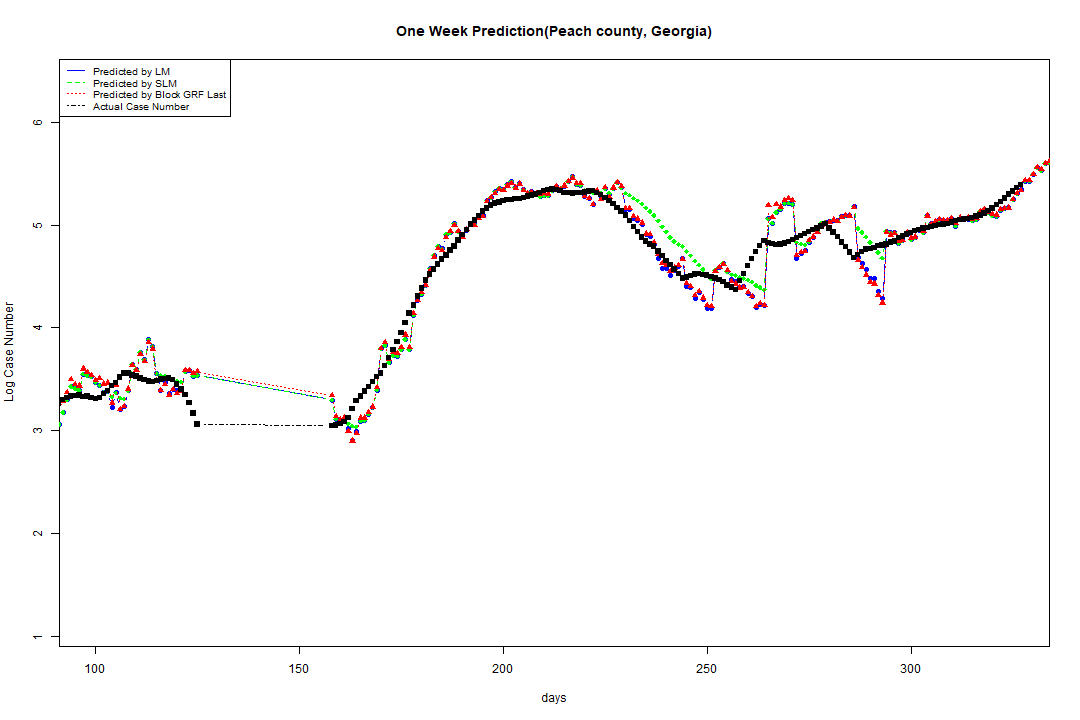 One Week Prediction(Peach county, Georgia)
Predicted by LM
Predicted by SLM
Predicted by Block GRF Last
Actual Case Number
Log Case Number
6
5
4
3
2
1
100 150 200 250 300
days